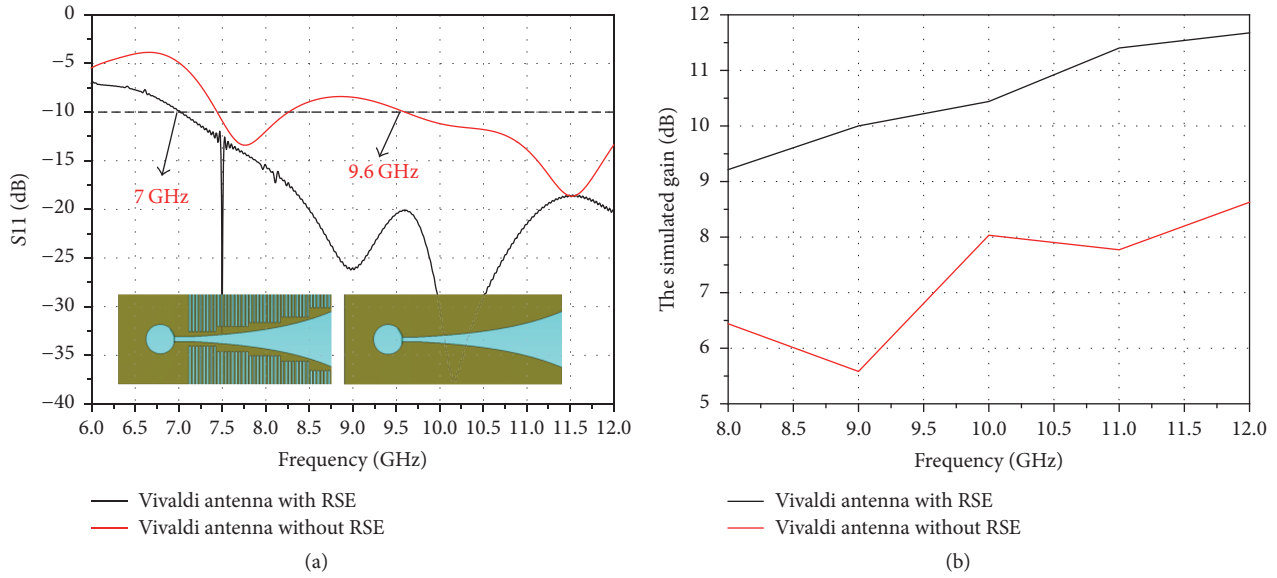 0
−5
−10
−15
−20
−25
−30
−35
−40
S11 (dB)
7 GHz
9.6 GHz
6.0 6.5 7.0 7.5 8.0 8.5 9.0 9.5 10.0 10.5 11.0 11.5 12.0
Frequency (GHz)
Vivaldi antenna with RSE
Vivaldi antenna without RSE
(a)
12
11
10
9
8
7
6
5
The simulated gain (dB)
8.0 8.5 9.0 9.5 10.0 10.5 11.0 11.5 12.0
Frequency (GHz)
Vivaldi antenna with RSE
Vivaldi antenna without RSE
(b)